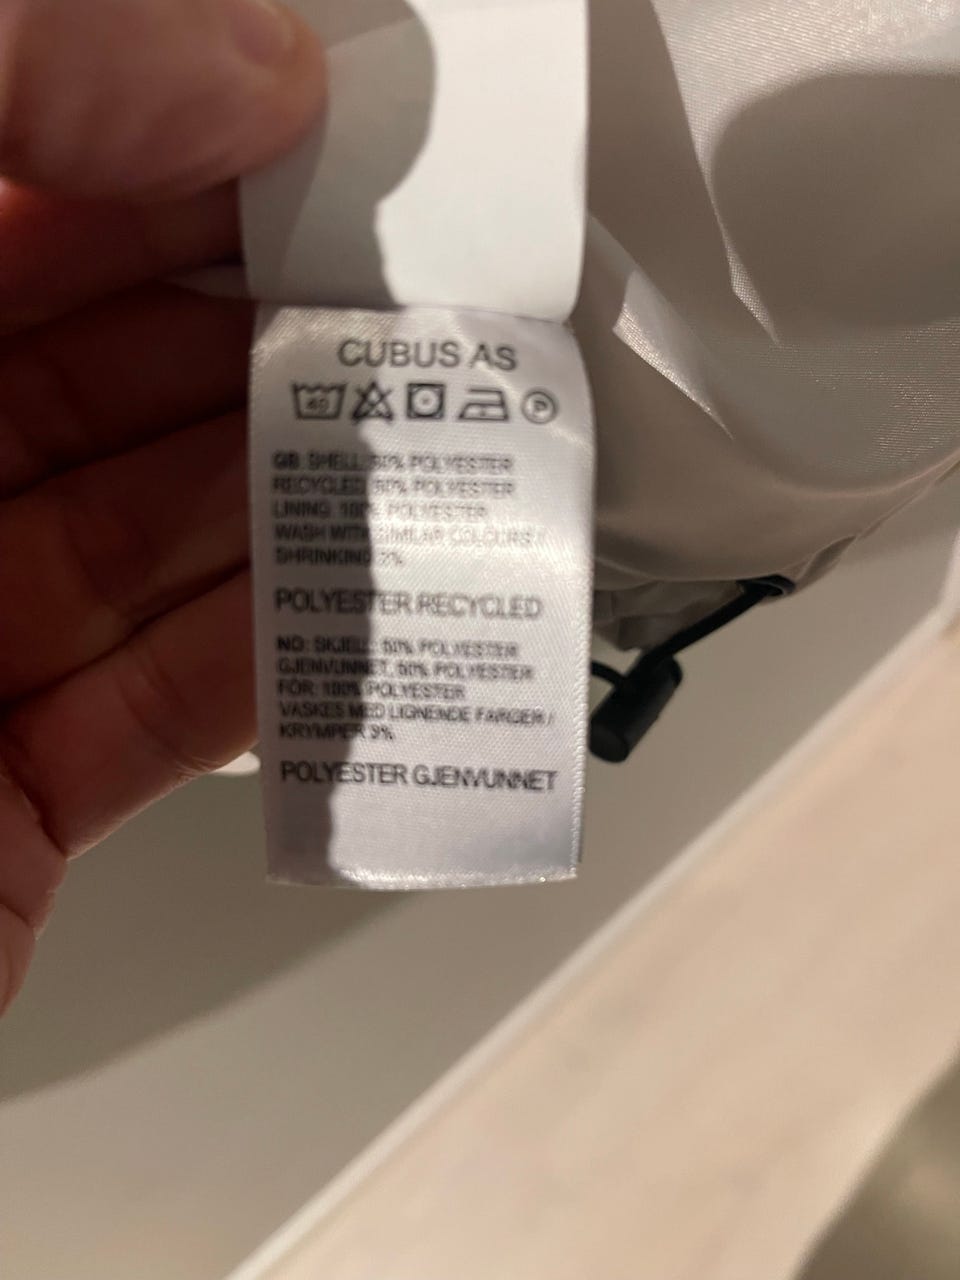 CUBUS AS
40 P
GB: SHELL: 50% POLYESTER
RECYCLED, 50% POLYESTER
LINING: 100% POLYESTER
WASH WITH SIMILAR COLOURS /
SHRINKING 3%
POLYESTER RECYCLED
NO: SKJELL: 50% POLYESTER
GJENVUNNET, 50% POLYESTER
FÔR: 100% POLYESTER
VASKES MED LIGNENDE FARGER /
KRYMPER 3%
POLYESTER GJENVUNNET